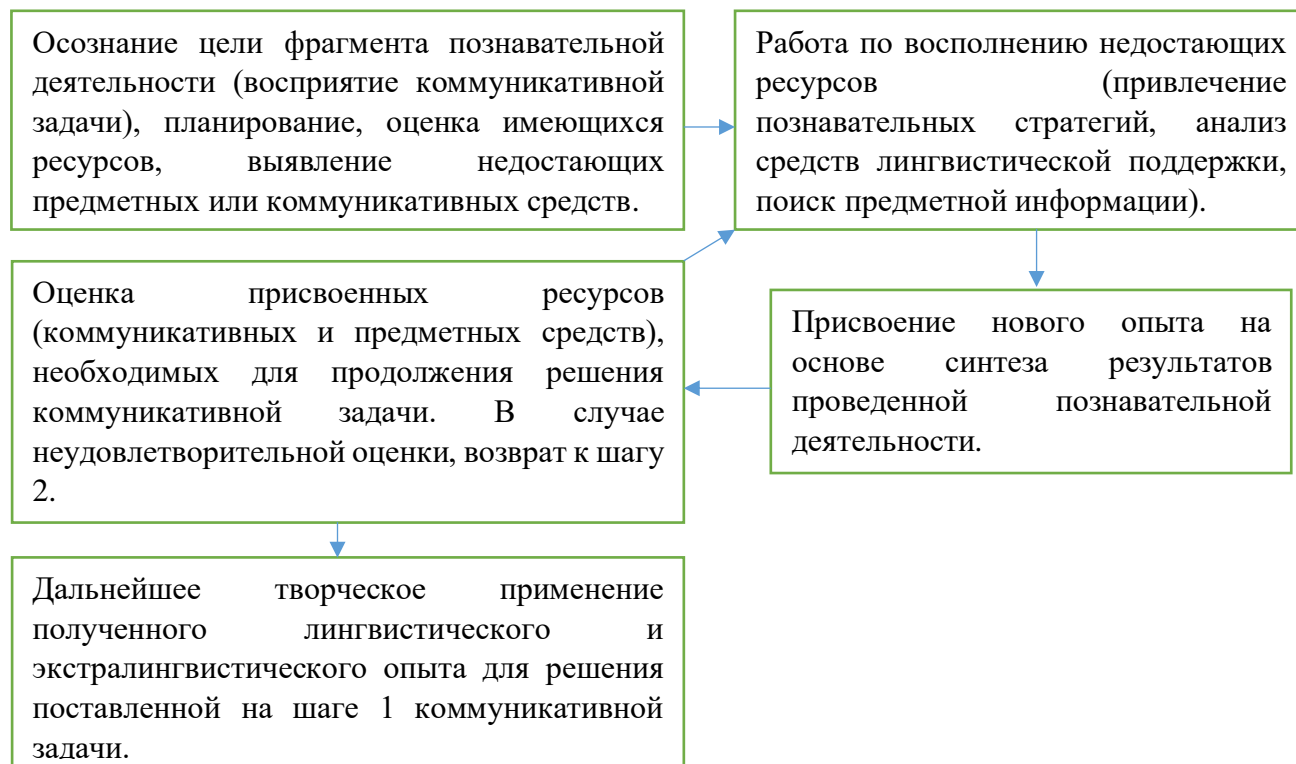 Осознание цели фрагмента познавательной
деятельности (восприятие коммуникативной
задачи), планирование, оценка имеющихся
ресурсов, выявление недостающих
предметных или коммуникативных средств.
Работа по восполнению недостающих
ресурсов (привлечение
познавательных стратегий, анализ
средств лингвистической поддержки,
поиск предметной информации).
Присвоение нового опыта на
основе синтеза результатов
проведенной познавательной
деятельности.
Оценка присвоенных ресурсов
(коммуникативных и предметных средств),
необходимых для продолжения решения
коммуникативной задачи. В случае
неудовлетворительной оценки, возврат к шагу
2.
Дальнейшее творческое применение
полученного лингвистического и
экстралингвистического опыта для решения
поставленной на шаге 1 коммуникативной
задачи.